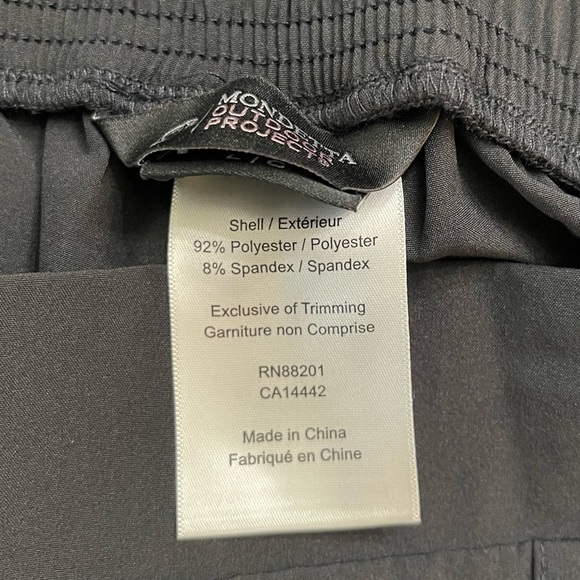 MONDETTA
OUTDOOR
PROJECTS
L/G
Shell / Extérieur
92% Polyester / Polyester
8% Spandex / Spandex
Exclusive of Trimming
Garniture non Comprise
RN88201
CA14442
Made in China
Fabriqué en Chine